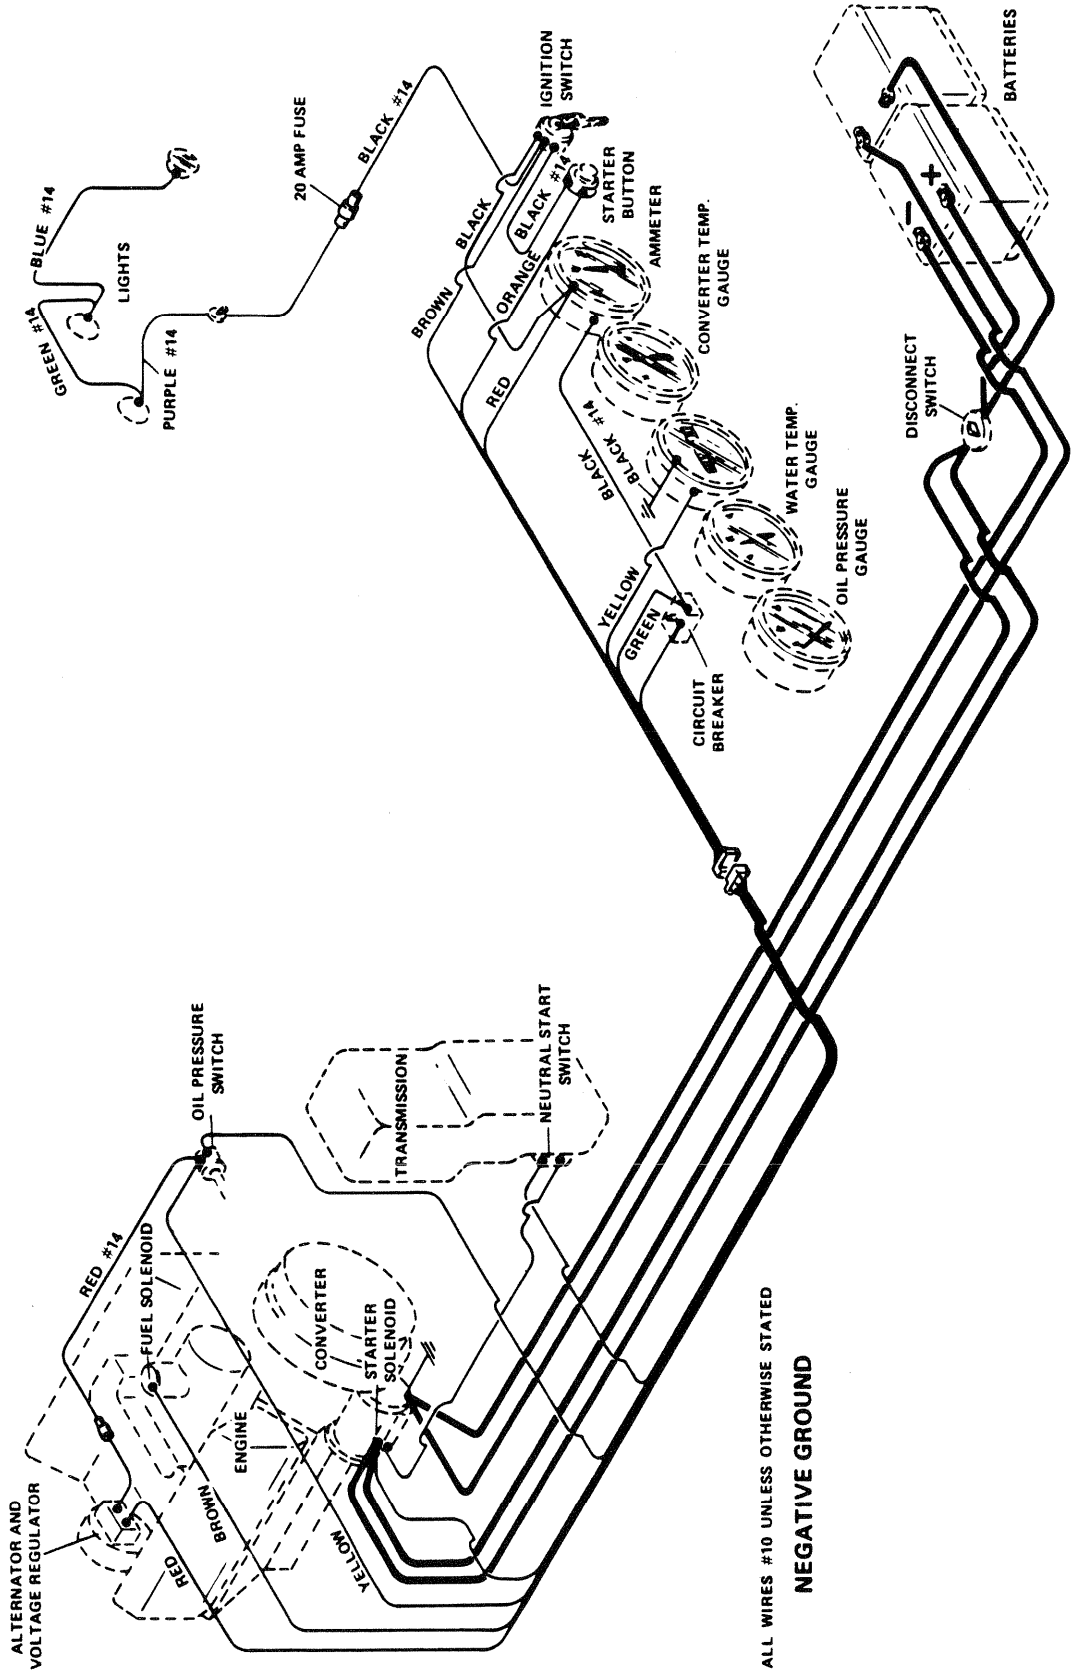 ALTERNATOR AND
VOLTAGE REGULATOR
RED #14
FUEL SOLENOID
OIL PRESSURE
SWITCH
ENGINE
BROWN
RED
YELLOW
CONVERTER
STARTER
SOLENOID
TRANSMISSION
NEUTRAL START
SWITCH
GREEN #14
BLUE #14
LIGHTS
PURPLE #14
20 AMP FUSE
BLACK #14
BROWN
BLACK
BLACK #14
ORANGE
RED
IGNITION
SWITCH
STARTER
BUTTON
AMMETER
CONVERTER TEMP.
GAUGE
BLACK
BLACK #14
YELLOW
GREEN
WATER TEMP.
GAUGE
OIL PRESSURE
GAUGE
CIRCUIT
BREAKER
DISCONNECT
SWITCH
BATTERIES
+
−
ALL WIRES #10 UNLESS OTHERWISE STATED
NEGATIVE GROUND